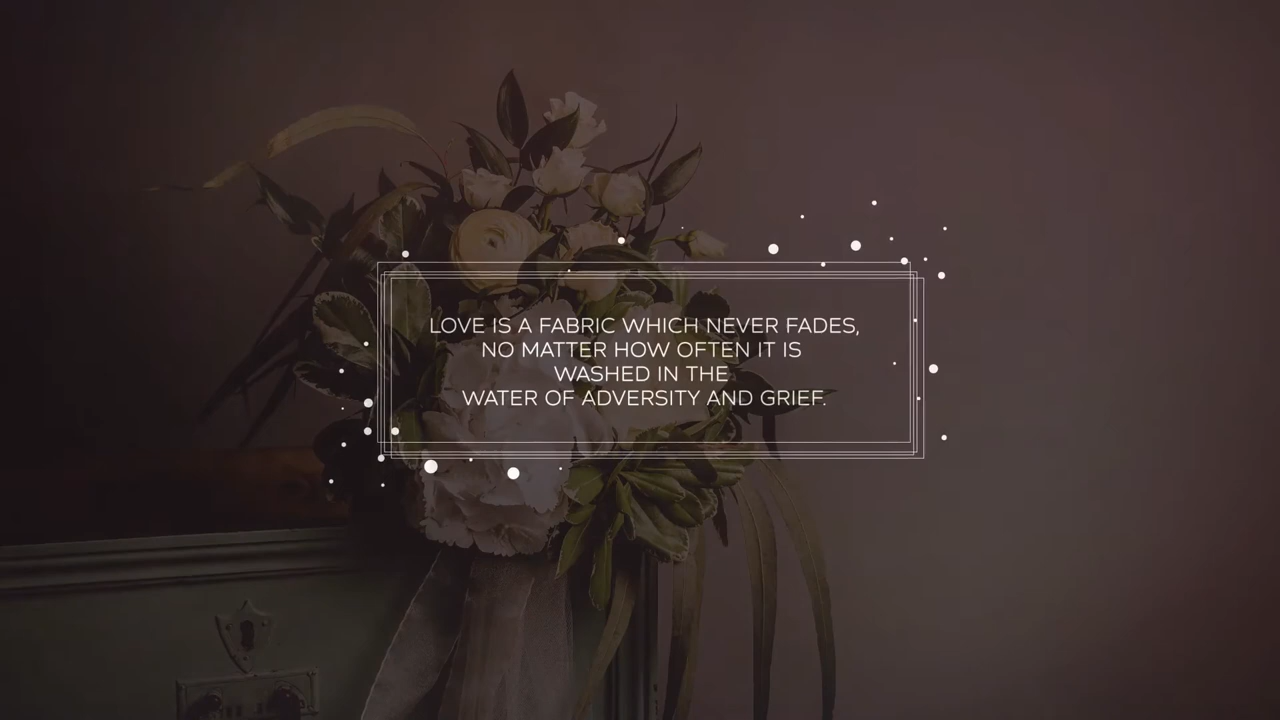 LOVE IS A FABRIC WHICH NEVER FADES,
NO MATTER HOW OFTEN IT IS
WASHED IN THE
WATER OF ADVERSITY AND GRIEF.